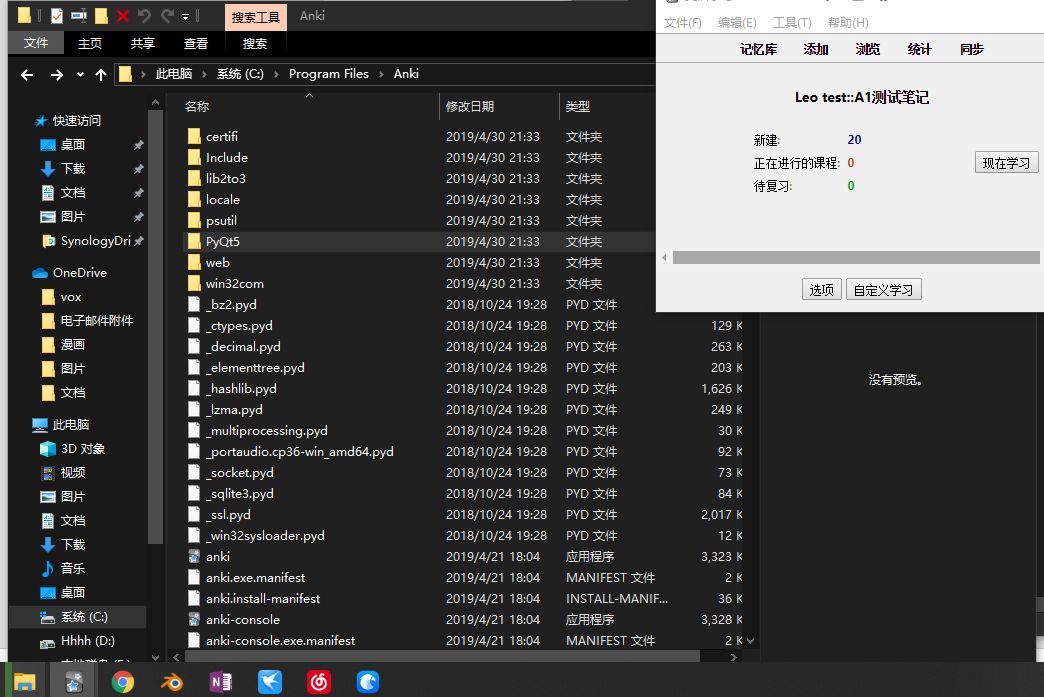 搜索工具 Anki
文件 主页 共享 查看 搜索
此电脑 › 系统 (C:) › Program Files › Anki
快速访问
桌面
下载
文档
图片
SynologyDri
OneDrive
vox
电子邮件附件
漫画
图片
文档
此电脑
3D 对象
视频
图片
文档
下载
音乐
桌面
系统 (C:)
Hhhh (D:)
名称 修改日期 类型
certifi 2019/4/30 21:33 文件夹
Include 2019/4/30 21:33 文件夹
lib2to3 2019/4/30 21:33 文件夹
locale 2019/4/30 21:33 文件夹
psutil 2019/4/30 21:33 文件夹
PyQt5 2019/4/30 21:33 文件夹
web 2019/4/30 21:33 文件夹
win32com 2019/4/30 21:33 文件夹
_bz2.pyd 2018/10/24 19:28 PYD 文件
_ctypes.pyd 2018/10/24 19:28 PYD 文件 129 K
_decimal.pyd 2018/10/24 19:28 PYD 文件 263 K
_elementtree.pyd 2018/10/24 19:28 PYD 文件 203 K
_hashlib.pyd 2018/10/24 19:28 PYD 文件 1,626 K
_lzma.pyd 2018/10/24 19:28 PYD 文件 249 K
_multiprocessing.pyd 2018/10/24 19:28 PYD 文件 30 K
_portaudio.cp36-win_amd64.pyd 2018/10/24 19:28 PYD 文件 92 K
_socket.pyd 2018/10/24 19:28 PYD 文件 73 K
_sqlite3.pyd 2018/10/24 19:28 PYD 文件 84 K
_ssl.pyd 2018/10/24 19:28 PYD 文件 2,017 K
_win32sysloader.pyd 2018/10/24 19:28 PYD 文件 12 K
anki 2019/4/21 18:04 应用程序 3,323 K
anki.exe.manifest 2019/4/21 18:04 MANIFEST 文件 2 K
anki.install-manifest 2019/4/21 18:04 INSTALL-MANIF... 36 K
anki-console 2019/4/21 18:04 应用程序 3,328 K
anki-console.exe.manifest 2019/4/21 18:04 MANIFEST 文件 2 K
文件(F) 编辑(E) 工具(T) 帮助(H)
记忆库 添加 浏览 统计 同步
Leo test::A1测试笔记
新建: 20
正在进行的课程: 0
待复习: 0
现在学习
选项 自定义学习
没有预览。